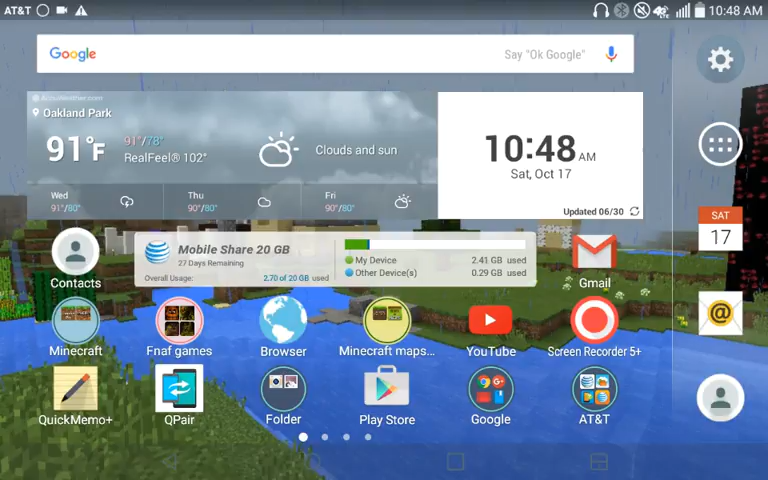 AT&T 10:48 AM
Google Say "Ok Google"
AccuWeather.com
Oakland Park
91°F 91°/78°
RealFeel® 102° Clouds and sun
Wed 91°/80° Thu 90°/80° Fri 90°/80°
10:48 AM
Sat, Oct 17
Updated 06/30
SAT
17
Contacts
Mobile Share 20 GB
27 Days Remaining
Overall Usage: 2.70 of 20 GB used
My Device 2.41 GB used
Other Device(s) 0.29 GB used
Gmail
Minecraft Fnaf games Browser Minecraft maps... YouTube Screen Recorder 5+
QuickMemo+ QPair Folder Play Store Google AT&T